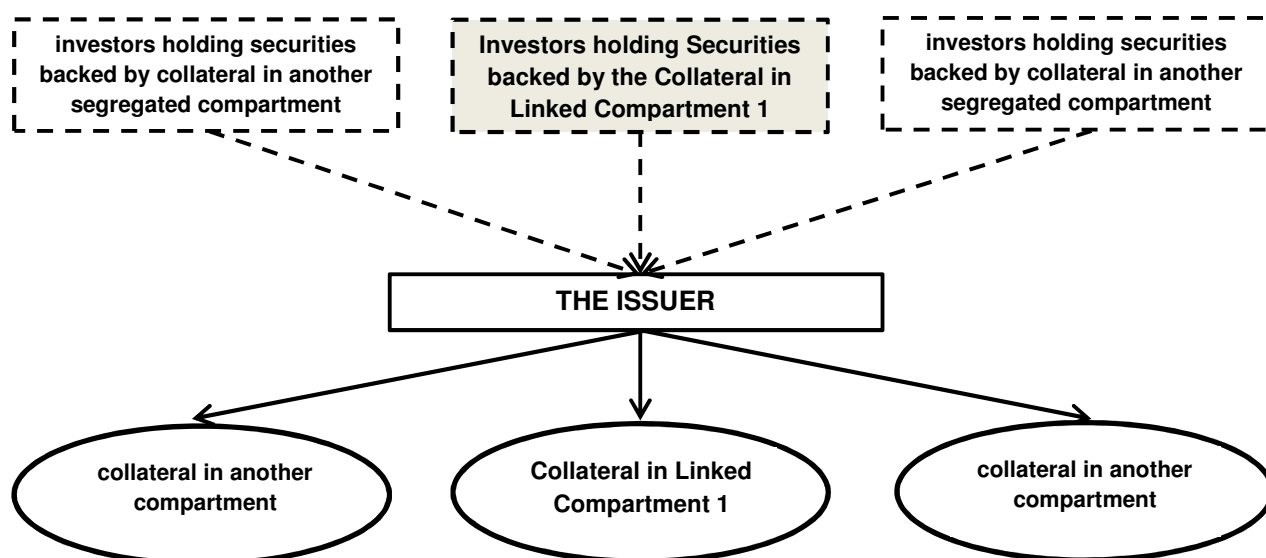 investors holding securities
backed by collateral in another
segregated compartment
Investors holding Securities
backed by the Collateral in
Linked Compartment 1
investors holding securities
backed by collateral in another
segregated compartment
THE ISSUER
collateral in another
compartment
Collateral in Linked
Compartment 1
collateral in another
compartment